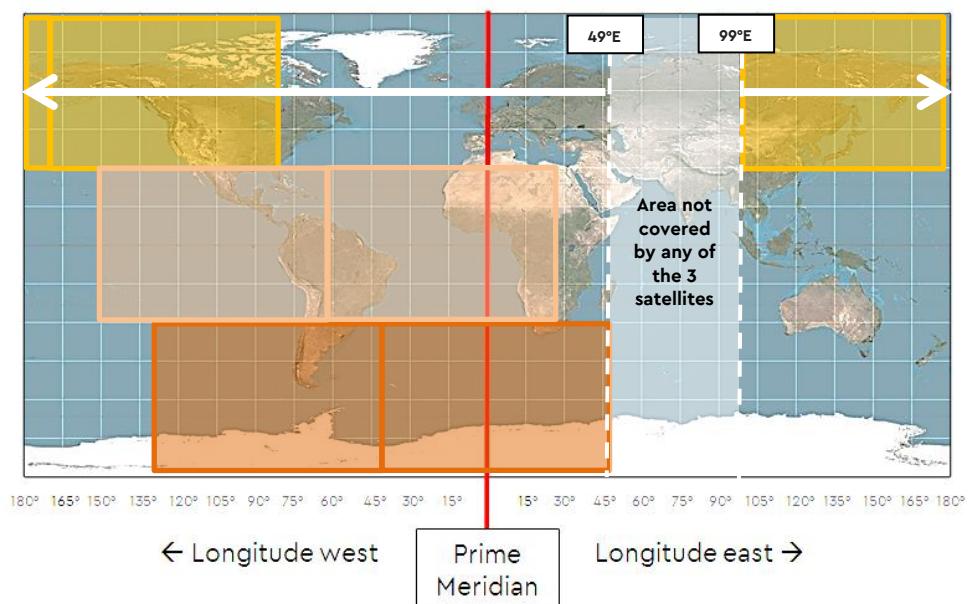 49°E
99°E
Area not
covered
by any of
the 3
satellites
180° 165° 150° 135° 120° 105° 90° 75° 60° 45° 15° 15° 30° 45° 60° 75° 90° 105° 120° 135° 150° 165° 180°
← Longitude west
Prime
Meridian
Longitude east →